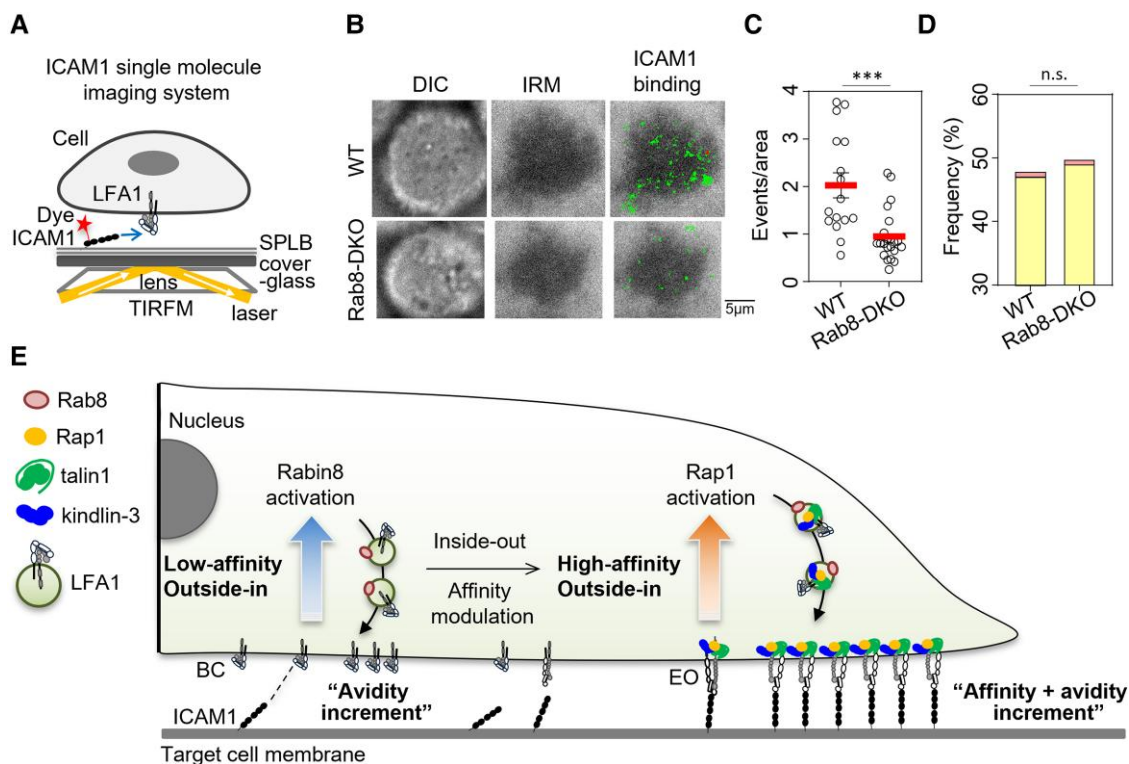 A
ICAM1 single molecule
imaging system
Cell
LFA1
Dye
ICAM1
SPLB
cover
-glass
lens
TIRFM
laser
B
DIC
IRM
ICAM1
binding
WT
Rab8-DKO
5μm
C
***
Events/area
4
3
2
1
0
WT
Rab8-DKO
D
n.s.
Frequency (%)
60
50
40
30
WT
Rab8-DKO
E
Rab8
Rap1
talin1
kindlin-3
LFA1
Nucleus
Rabin8
activation
Low-affinity
Outside-in
Inside-out
Affinity
modulation
Rap1
activation
High-affinity
Outside-in
BC
EO
ICAM1
“Avidity
increment”
“Affinity + avidity
increment”
Target cell membrane